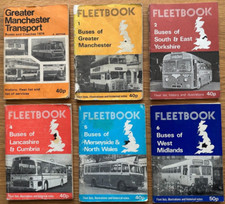 Greater
Manchester
Transport
40p
FLEETBOOK
1
Buses of
Greater
Manchester
40p
FLEETBOOK
3
Buses of
South & East
Yorkshire
40p
FLEETBOOK
4
Buses of
Lancashire
& Cumbria
40p
FLEETBOOK
Buses of
Merseyside &
North Wales
40p
FLEETBOOK
6
Buses of
West
Midlands
50p